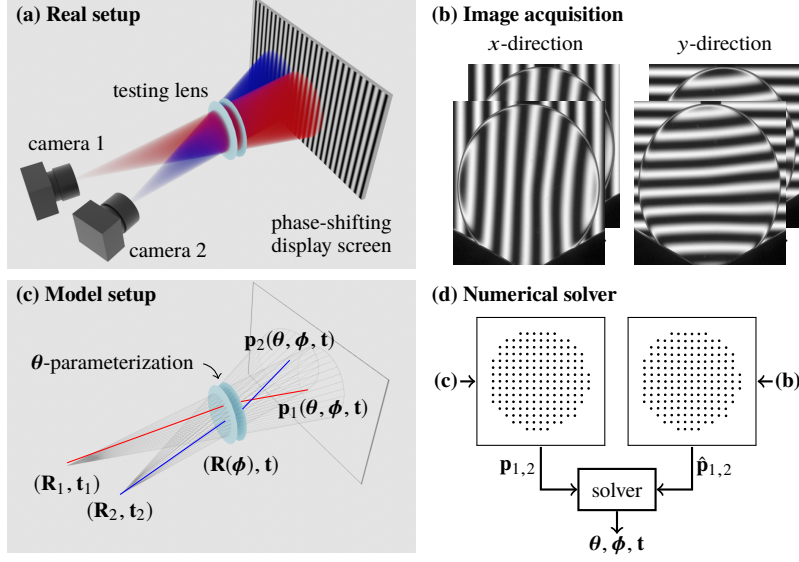 (a) Real setup
testing lens
camera 1
camera 2
phase-shifting
display screen
(b) Image acquisition
x-direction
y-direction
(c) Model setup
θ-parameterization
p₂(θ, ϕ, t)
p₁(θ, ϕ, t)
(R(ϕ), t)
(R₁, t₁)
(R₂, t₂)
(d) Numerical solver
(c)
(b)
p₁,₂
p̂₁,₂
solver
θ, ϕ, t